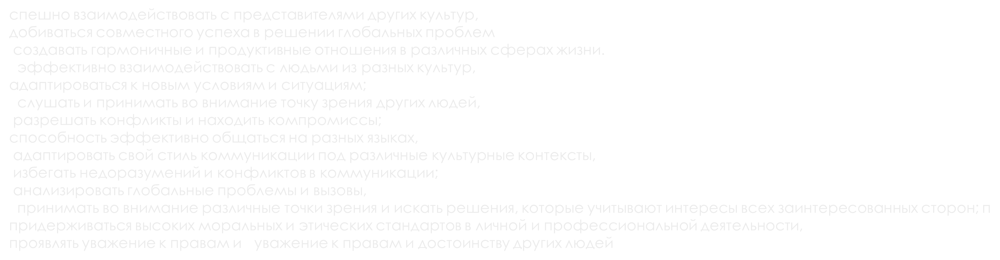 спешно взаимодействовать с представителями других культур,
добиваться совместного успеха в решении глобальных проблем
создавать гармоничные и продуктивные отношения в различных сферах жизни.
эффективно взаимодействовать с людьми из разных культур,
адаптироваться к новым условиям и ситуациям;
слушать и принимать во внимание точку зрения других людей,
разрешать конфликты и находить компромиссы;
способность эффективно общаться на разных языках,
адаптировать свой стиль коммуникации под различные культурные контексты,
избегать недоразумений и конфликтов в коммуникации;
анализировать глобальные проблемы и вызовы,
принимать во внимание различные точки зрения и искать решения, которые учитывают интересы всех заинтересованных сторон; п
придерживаться высоких моральных и этических стандартов в личной и профессиональной деятельности,
проявлять уважение к правам и уважение к правам и достоинству других людей